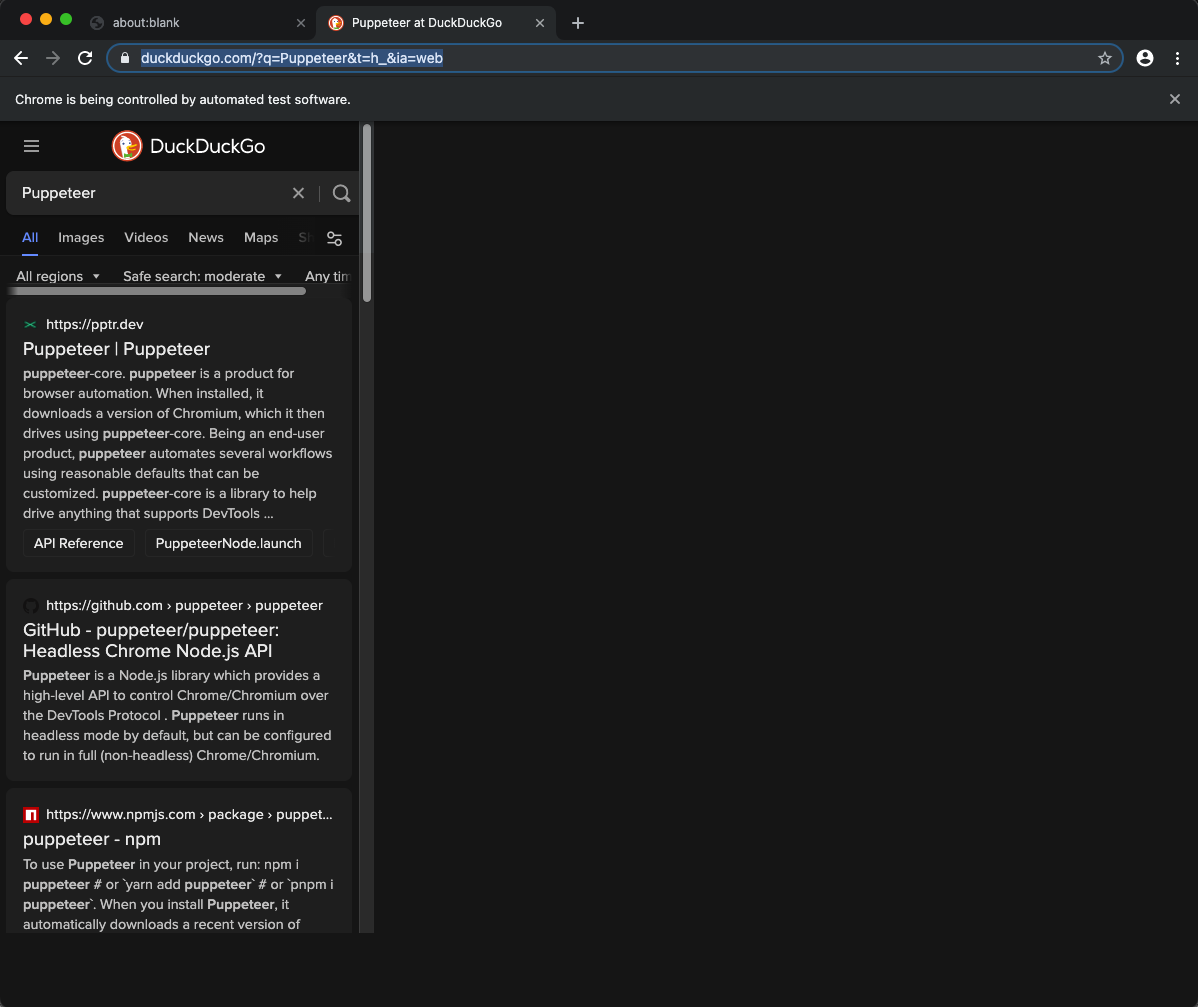 about:blank
Puppeteer at DuckDuckGo
duckduckgo.com/?q=Puppeteer&t=h_&ia=web
Chrome is being controlled by automated test software.
DuckDuckGo
Puppeteer
All Images Videos News Maps Sh
All regions Safe search: moderate Any tim
https://pptr.dev
Puppeteer | Puppeteer
puppeteer-core. puppeteer is a product for
browser automation. When installed, it
downloads a version of Chromium, which it then
drives using puppeteer-core. Being an end-user
product, puppeteer automates several workflows
using reasonable defaults that can be
customized. puppeteer-core is a library to help
drive anything that supports DevTools ...
API Reference PuppeteerNode.launch
https://github.com › puppeteer › puppeteer
GitHub - puppeteer/puppeteer:
Headless Chrome Node.js API
Puppeteer is a Node.js library which provides a
high-level API to control Chrome/Chromium over
the DevTools Protocol . Puppeteer runs in
headless mode by default, but can be configured
to run in full (non-headless) Chrome/Chromium.
https://www.npmjs.com › package › puppet...
puppeteer - npm
To use Puppeteer in your project, run: npm i
puppeteer # or `yarn add puppeteer` # or `pnpm i
puppeteer`. When you install Puppeteer, it
automatically downloads a recent version of